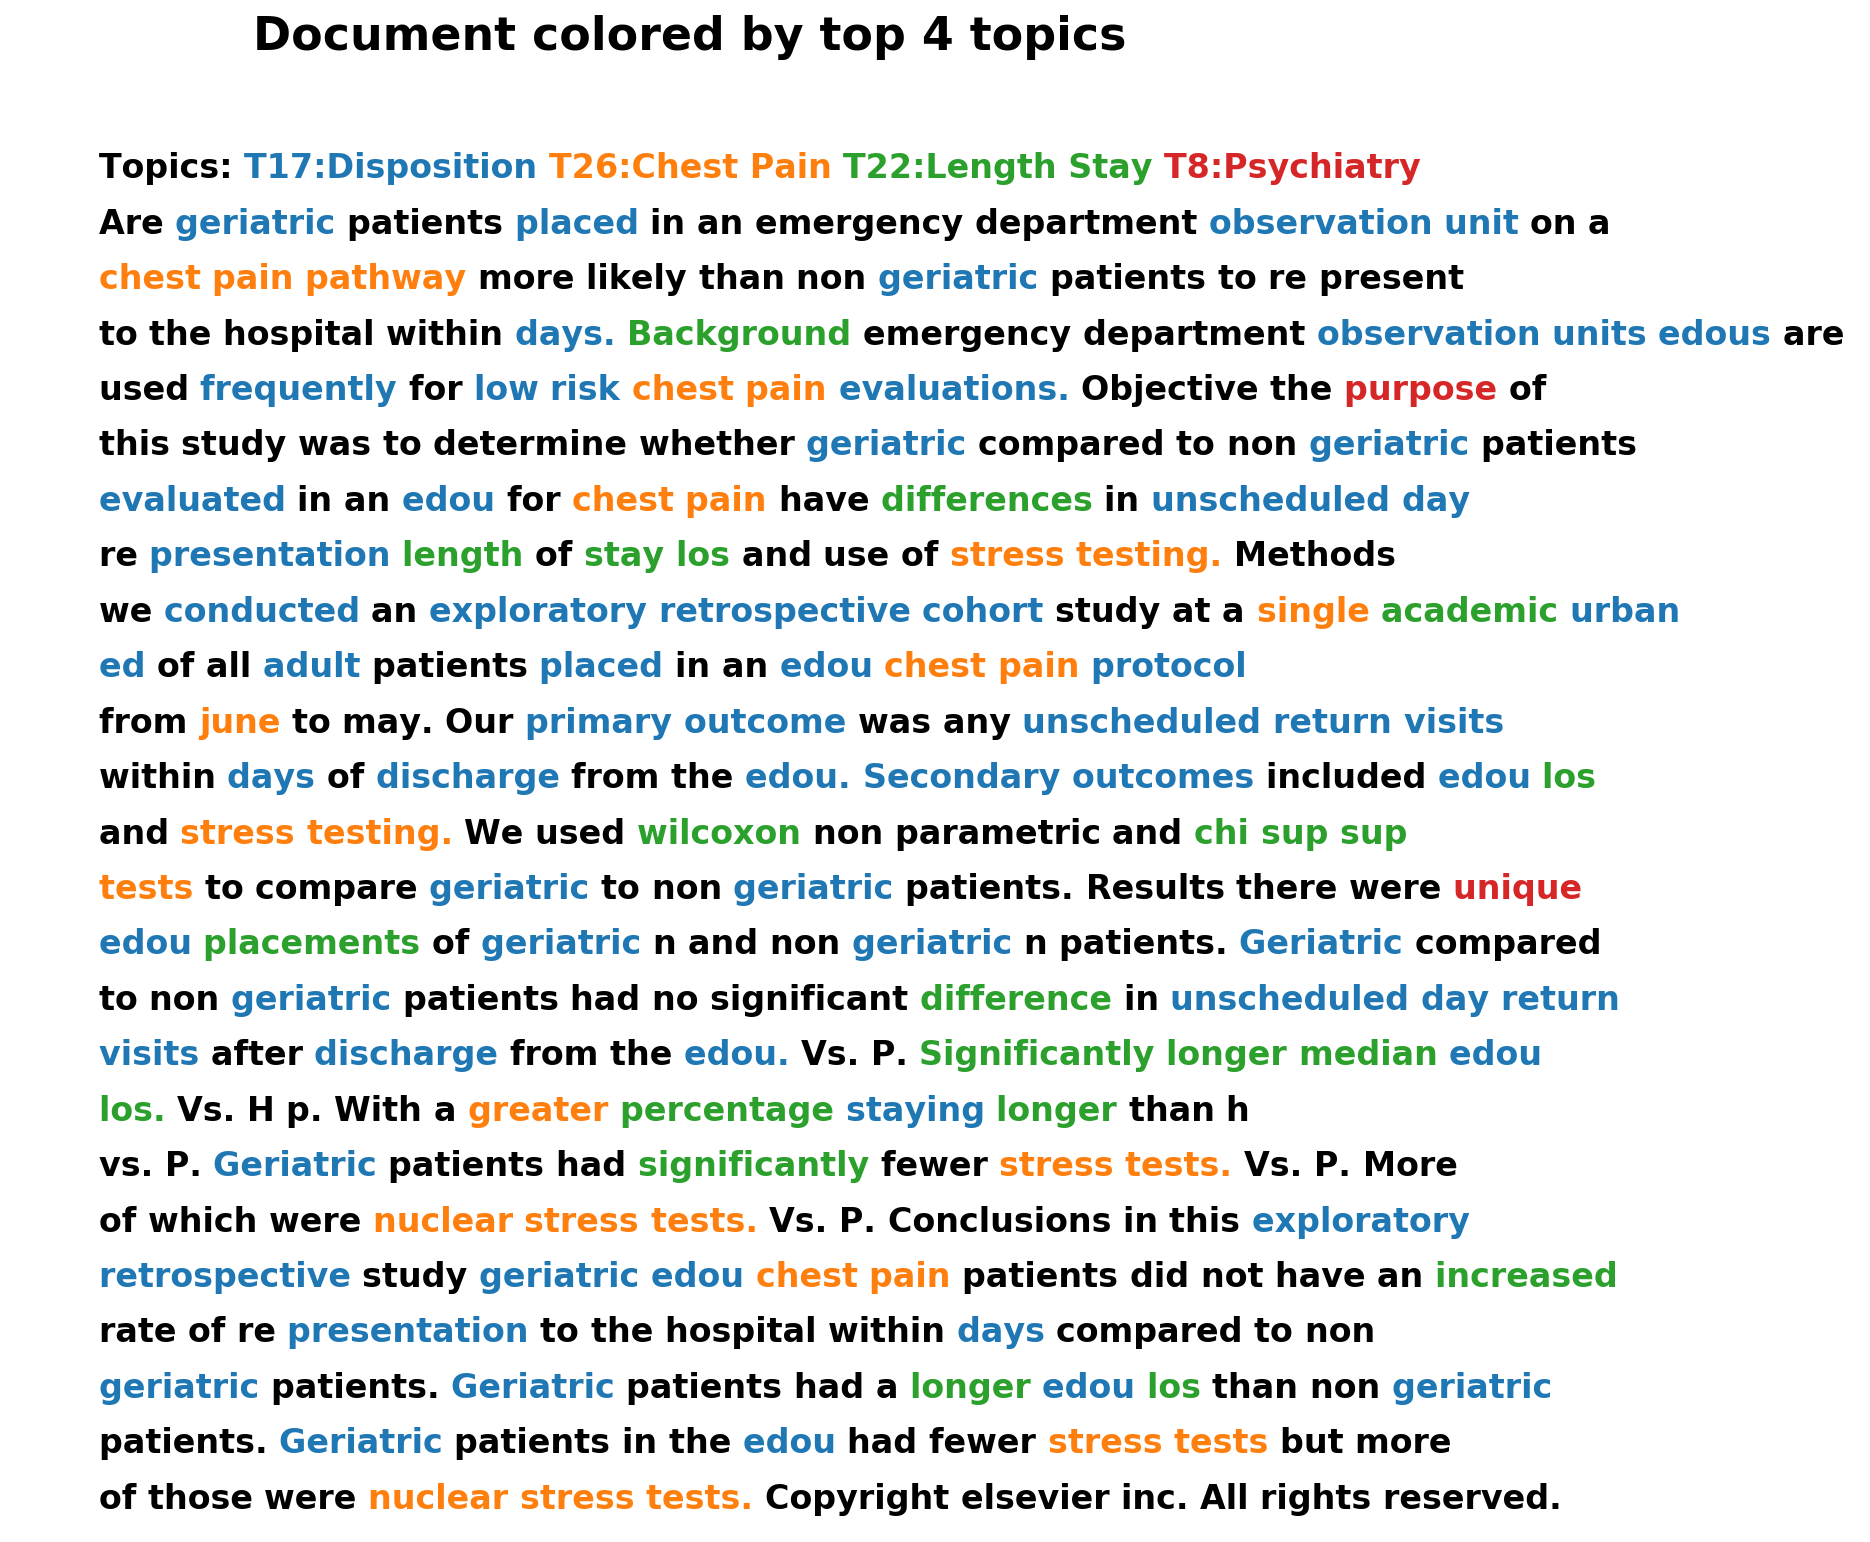 Document colored by top 4 topics
Topics: T17:Disposition T26:Chest Pain T22:Length Stay T8:Psychiatry
Are geriatric patients placed in an emergency department observation unit on a
chest pain pathway more likely than non geriatric patients to re present
to the hospital within days. Background emergency department observation units edous are
used frequently for low risk chest pain evaluations. Objective the purpose of
this study was to determine whether geriatric compared to non geriatric patients
evaluated in an edou for chest pain have differences in unscheduled day
re presentation length of stay los and use of stress testing. Methods
we conducted an exploratory retrospective cohort study at a single academic urban
ed of all adult patients placed in an edou chest pain protocol
from june to may. Our primary outcome was any unscheduled return visits
within days of discharge from the edou. Secondary outcomes included edou los
and stress testing. We used wilcoxon non parametric and chi sup sup
tests to compare geriatric to non geriatric patients. Results there were unique
edou placements of geriatric n and non geriatric n patients. Geriatric compared
to non geriatric patients had no significant difference in unscheduled day return
visits after discharge from the edou. Vs. P. Significantly longer median edou
los. Vs. H p. With a greater percentage staying longer than h
vs. P. Geriatric patients had significantly fewer stress tests. Vs. P. More
of which were nuclear stress tests. Vs. P. Conclusions in this exploratory
retrospective study geriatric edou chest pain patients did not have an increased
rate of re presentation to the hospital within days compared to non
geriatric patients. Geriatric patients had a longer edou los than non geriatric
patients. Geriatric patients in the edou had fewer stress tests but more
of those were nuclear stress tests. Copyright elsevier inc. All rights reserved.